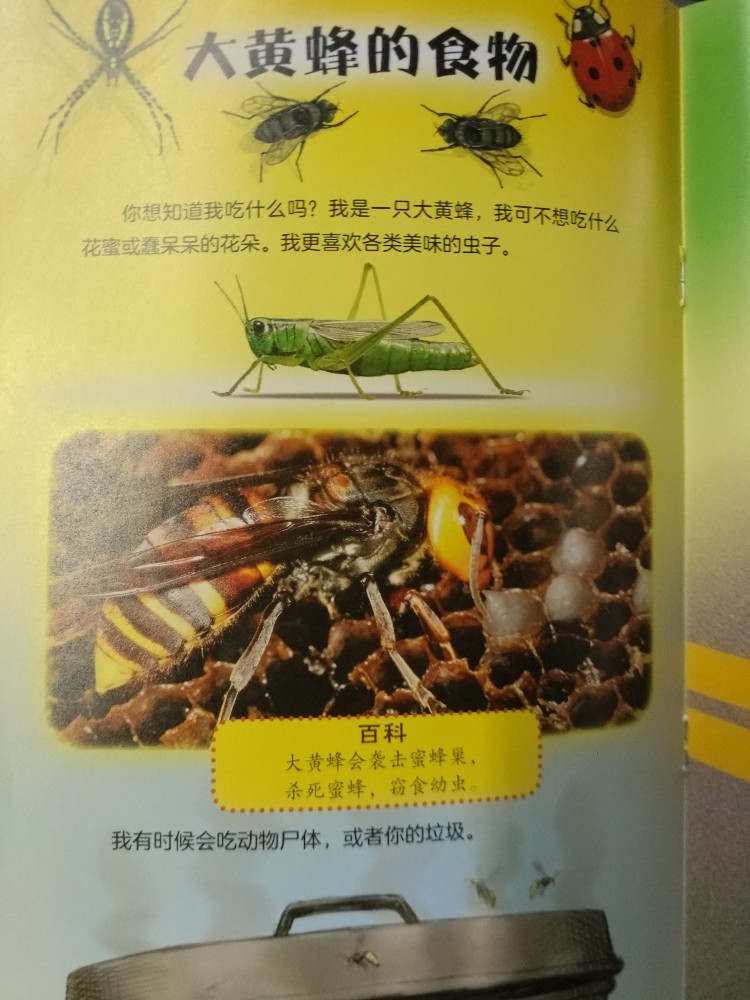 大黄蜂的食物
你想知道我吃什么吗？我是一只大黄蜂，我可不想吃什么
花蜜或蠢呆呆的花朵。我更喜欢各类美味的虫子。
百科
大黄蜂会袭击蜜蜂巢，
杀死蜜蜂，窃食幼虫。
我有时候会吃动物尸体，或者你的垃圾。